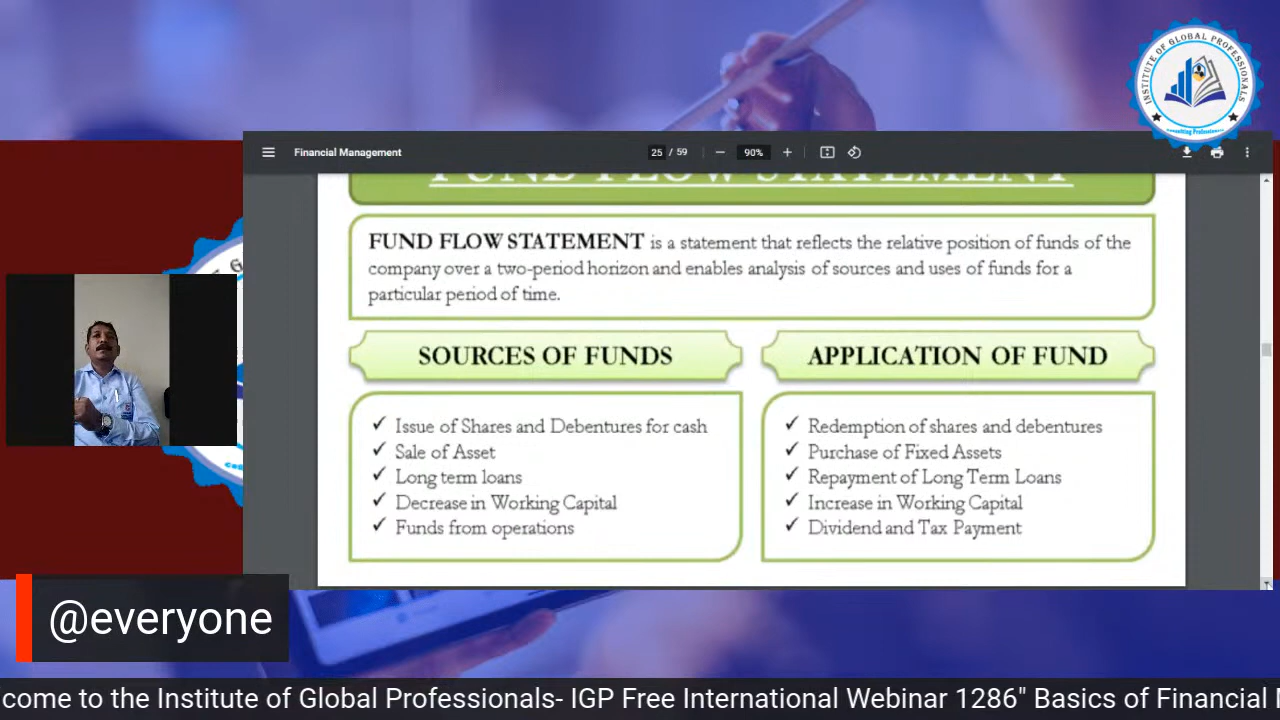 INSTITUTE OF GLOBAL PROFESSIONALS
Consulting Professionals
Financial Management
25 / 59
90%
FUND FLOW STATEMENT
FUND FLOW STATEMENT is a statement that reflects the relative position of funds of the
company over a two-period horizon and enables analysis of sources and uses of funds for a
particular period of time.
SOURCES OF FUNDS
✓ Issue of Shares and Debentures for cash
✓ Sale of Asset
✓ Long term loans
✓ Decrease in Working Capital
✓ Funds from operations
APPLICATION OF FUND
✓ Redemption of shares and debentures
✓ Purchase of Fixed Assets
✓ Repayment of Long Term Loans
✓ Increase in Working Capital
✓ Dividend and Tax Payment
@everyone
come to the Institute of Global Professionals- IGP Free International Webinar 1286" Basics of Financial